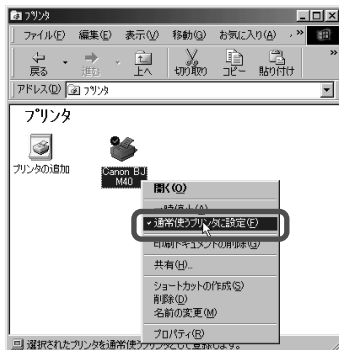 プリンタ
ファイル(F) 編集(E) 表示(V) 移動(G) お気に入り(A) »
戻る 進む 上へ 切り取り コピー 貼り付け »
アドレス(D) プリンタ
プリンタ
プリンタの追加
Canon BJ
M40
開く(O)
一時停止(A)
通常使うプリンタに設定(F)
印刷ドキュメントの削除(G)
共有(H)...
ショートカットの作成(S)
削除(D)
名前の変更(M)
プロパティ(R)
選択されたプリンタを通常使うプリンタとして登録します。